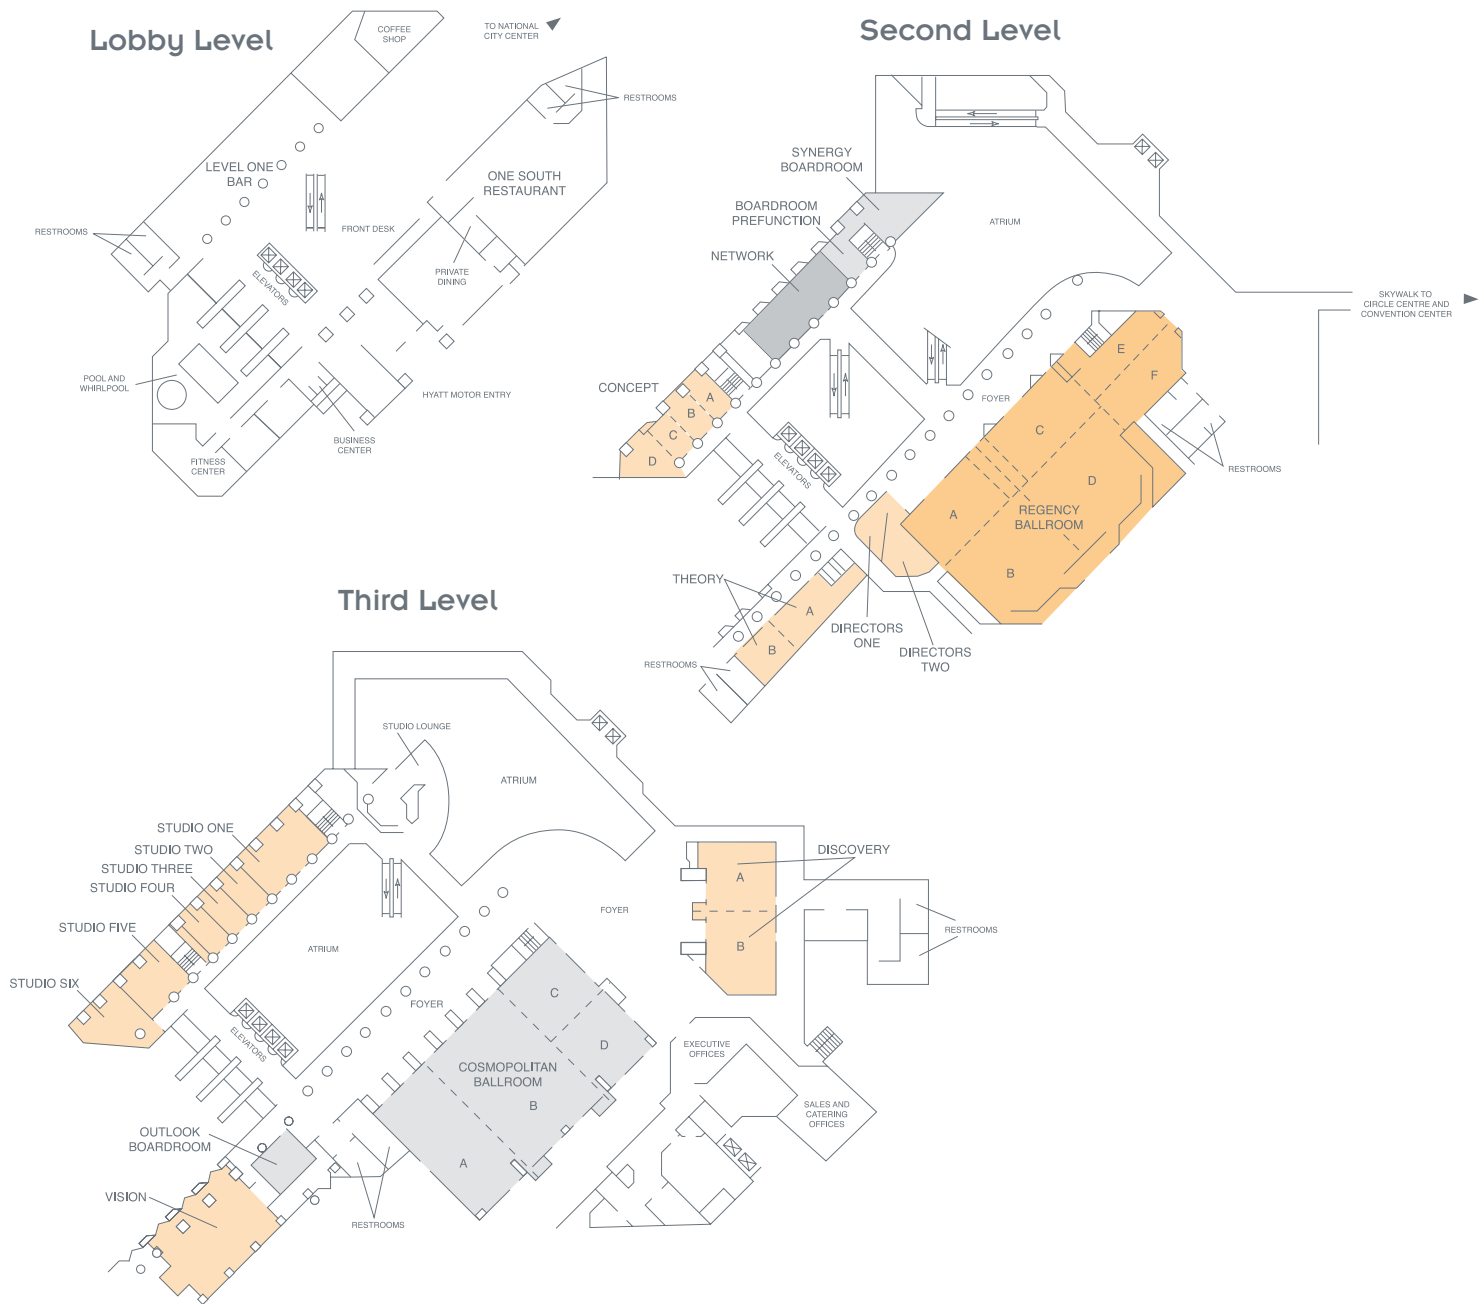 Lobby Level
COFFEE
SHOP
TO NATIONAL
CITY CENTER
RESTROOMS
LEVEL ONE
BAR
ONE SOUTH
RESTAURANT
RESTROOMS
FRONT DESK
ELEVATORS
PRIVATE
DINING
POOL AND
WHIRLPOOL
HYATT MOTOR ENTRY
BUSINESS
CENTER
FITNESS
CENTER
Second Level
SYNERGY
BOARDROOM
BOARDROOM
PREFUNCTION
NETWORK
ATRIUM
SKYWALK TO
CIRCLE CENTRE AND
CONVENTION CENTER
CONCEPT
A
B
C
D
FOYER
E
F
C
D
A
B
REGENCY
BALLROOM
RESTROOMS
ELEVATORS
THEORY
A
B
DIRECTORS
ONE
DIRECTORS
TWO
RESTROOMS
Third Level
STUDIO LOUNGE
ATRIUM
STUDIO ONE
STUDIO TWO
STUDIO THREE
STUDIO FOUR
STUDIO FIVE
STUDIO SIX
DISCOVERY
A
B
FOYER
RESTROOMS
ATRIUM
FOYER
C
D
COSMOPOLITAN
BALLROOM
B
A
ELEVATORS
EXECUTIVE
OFFICES
SALES AND
CATERING
OFFICES
OUTLOOK
BOARDROOM
VISION
RESTROOMS